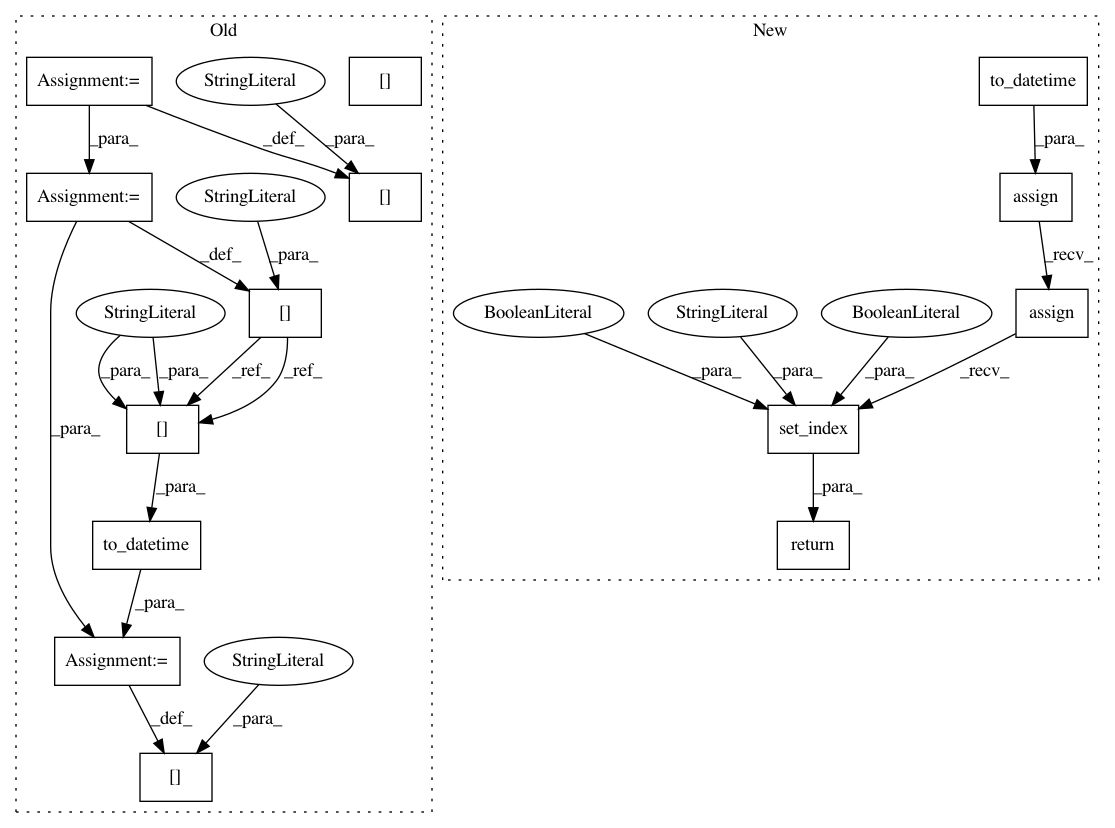 Old
New
Assignment:=
StringLiteral
[]
to_datetime
_para_
_def_
_para_
_para_
Assignment:=
StringLiteral
[]
assign
_def_
_para_
_recv_
StringLiteral
[]
BooleanLiteral
StringLiteral
BooleanLiteral
assign
_para_
_para_
_ref_
_ref_
_para_
_para_
_para_
_recv_
_para_
[]
set_index
_para_
_para_
to_datetime
return
_para_
Assignment:=
StringLiteral
_def_
_para_
[]